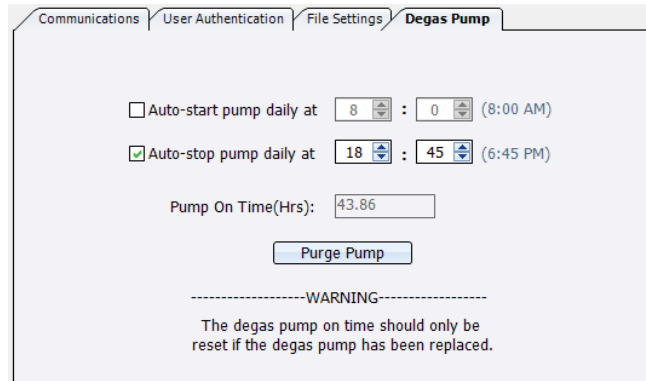 Communications User Authentication File Settings Degas Pump
Auto-start pump daily at 8 : 0 (8:00 AM)
Auto-stop pump daily at 18 : 45 (6:45 PM)
Pump On Time(Hrs): 43.86
Purge Pump
-------------------WARNING------------------
The degas pump on time should only be
reset if the degas pump has been replaced.